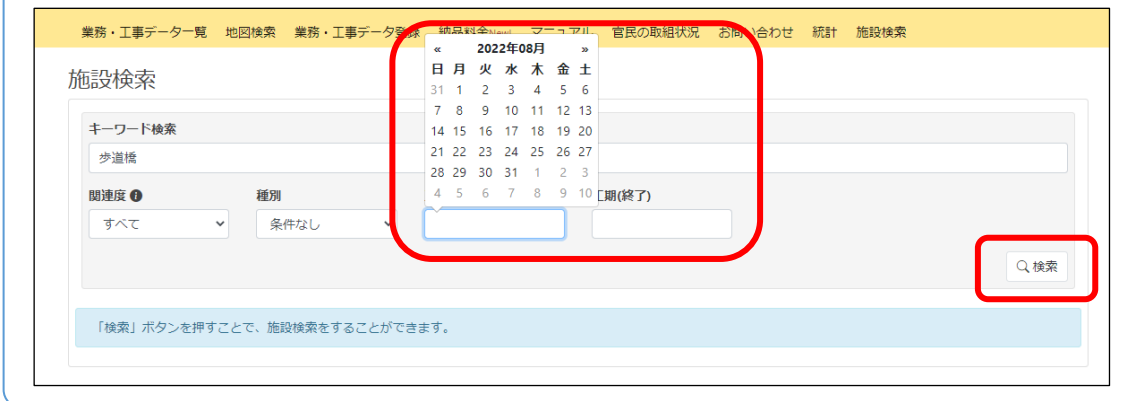 業務・工事データ一覧 地図検索 業務・工事データ登録 納品料金New! マニュアル 官民の取組状況 お問い合わせ 統計 施設検索
施設検索
キーワード検索
歩道橋
« 2022年08月 »
日 月 火 水 木 金 土
31 1 2 3 4 5 6
7 8 9 10 11 12 13
14 15 16 17 18 19 20
21 22 23 24 25 26 27
28 29 30 31 1 2 3
4 5 6 7 8 9 10
関連度 種別 工期(終了)
すべて 条件なし
検索
「検索」ボタンを押すことで、施設検索をすることができます。